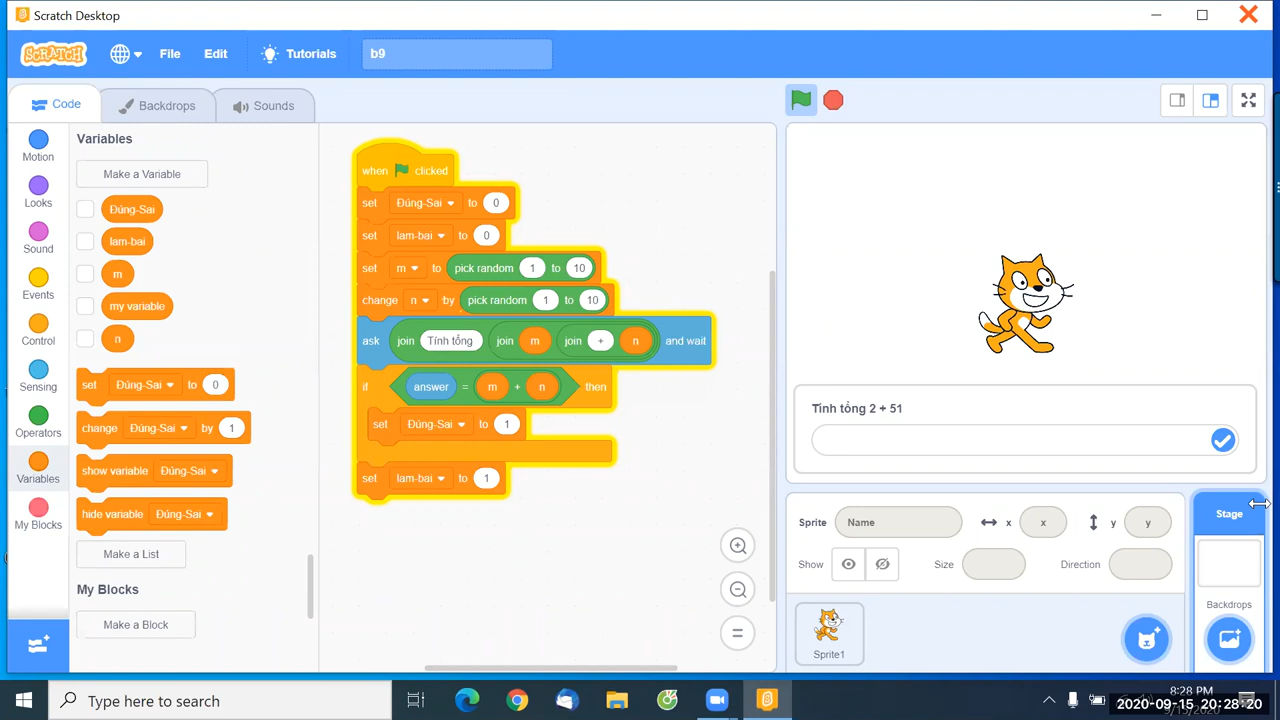 Scratch Desktop
SCRATCH File Edit Tutorials b9
Code Backdrops Sounds
Motion
Looks
Sound
Events
Control
Sensing
Operators
Variables
My Blocks
Variables
Make a Variable
Đúng-Sai
lam-bai
m
my variable
n
set Đúng-Sai to 0
change Đúng-Sai by 1
show variable Đúng-Sai
hide variable Đúng-Sai
Make a List
My Blocks
Make a Block
when clicked
set Đúng-Sai to 0
set lam-bai to 0
set m to pick random 1 to 10
change n by pick random 1 to 10
ask join Tính tổng join m join + n and wait
if answer = m + n then
set Đúng-Sai to 1
set lam-bai to 1
Tính tổng 2 + 51
Sprite Name x x y y
Show Size Direction
Sprite1
Stage
Backdrops
Type here to search
8:28 PM
2020-09-15 20:28:20